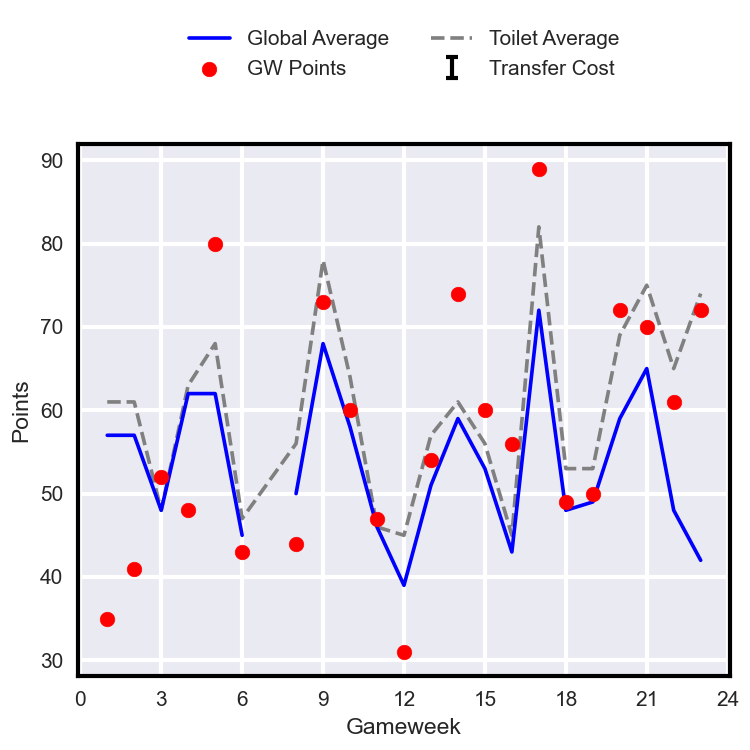 Global Average
Toilet Average
GW Points
Transfer Cost
90
80
70
60
50
40
30
Points
0 3 6 9 12 15 18 21 24
Gameweek